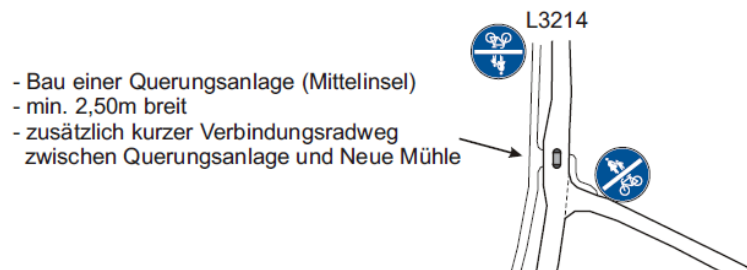 L3214
- Bau einer Querungsanlage (Mittelinsel)
- min. 2,50m breit
- zusätzlich kurzer Verbindungsradweg
zwischen Querungsanlage und Neue Mühle